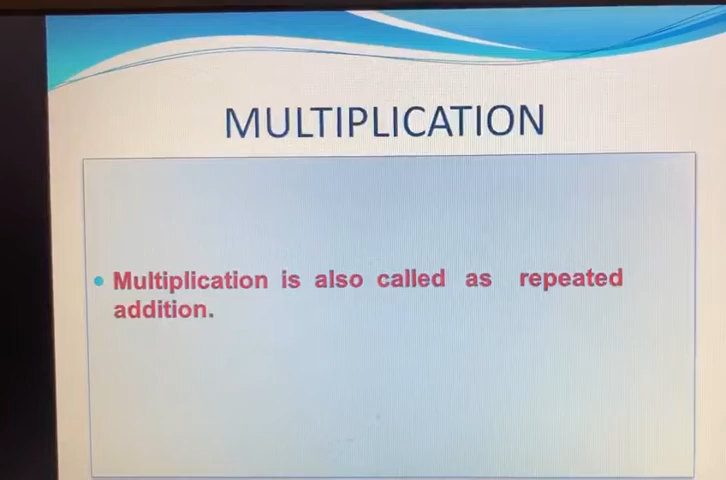 MULTIPLICATION
• Multiplication is also called as repeated
addition.